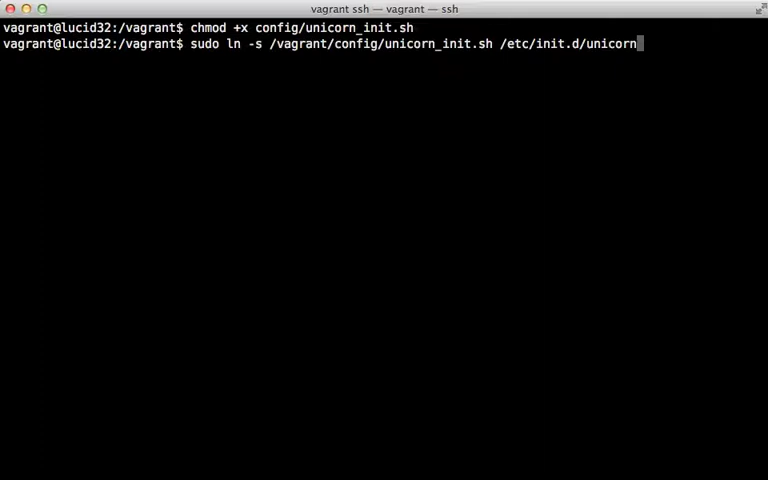 vagrant ssh — vagrant — ssh
vagrant@lucid32:/vagrant$ chmod +x config/unicorn_init.sh
vagrant@lucid32:/vagrant$ sudo ln -s /vagrant/config/unicorn_init.sh /etc/init.d/unicorn